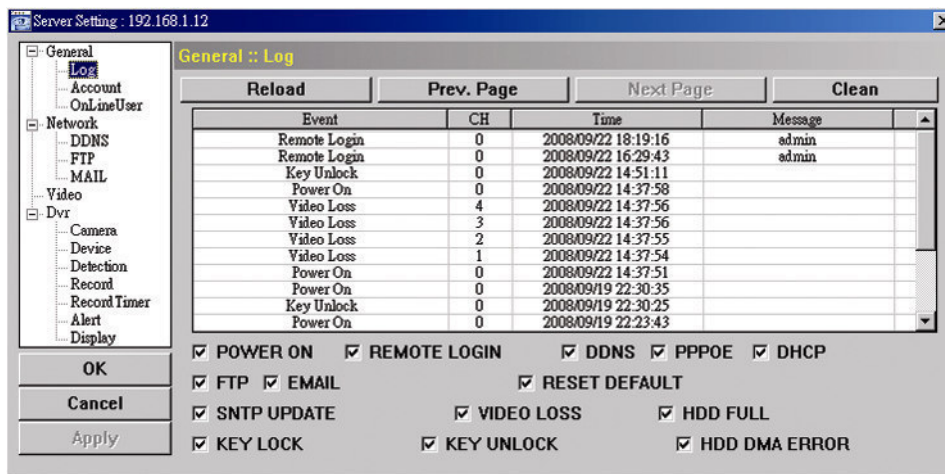 Server Setting : 192.168.1.12
General
Log
Account
OnLineUser
Network
DDNS
FTP
MAIL
Video
Dvr
Camera
Device
Detection
Record
Record Timer
Alert
Display
OK
Cancel
Apply
General :: Log
Reload Prev. Page Next Page Clean
Event CH Time Message
Remote Login 0 2008/09/22 18:19:16 admin
Remote Login 0 2008/09/22 16:29:43 admin
Key Unlock 0 2008/09/22 14:51:11
Power On 0 2008/09/22 14:37:58
Video Loss 4 2008/09/22 14:37:56
Video Loss 3 2008/09/22 14:37:56
Video Loss 2 2008/09/22 14:37:55
Video Loss 1 2008/09/22 14:37:54
Power On 0 2008/09/22 14:37:51
Power On 0 2008/09/19 22:30:35
Key Unlock 0 2008/09/19 22:30:25
Power On 0 2008/09/19 22:23:43
POWER ON REMOTE LOGIN DDNS PPPOE DHCP
FTP EMAIL RESET DEFAULT
SNTP UPDATE VIDEO LOSS HDD FULL
KEY LOCK KEY UNLOCK HDD DMA ERROR